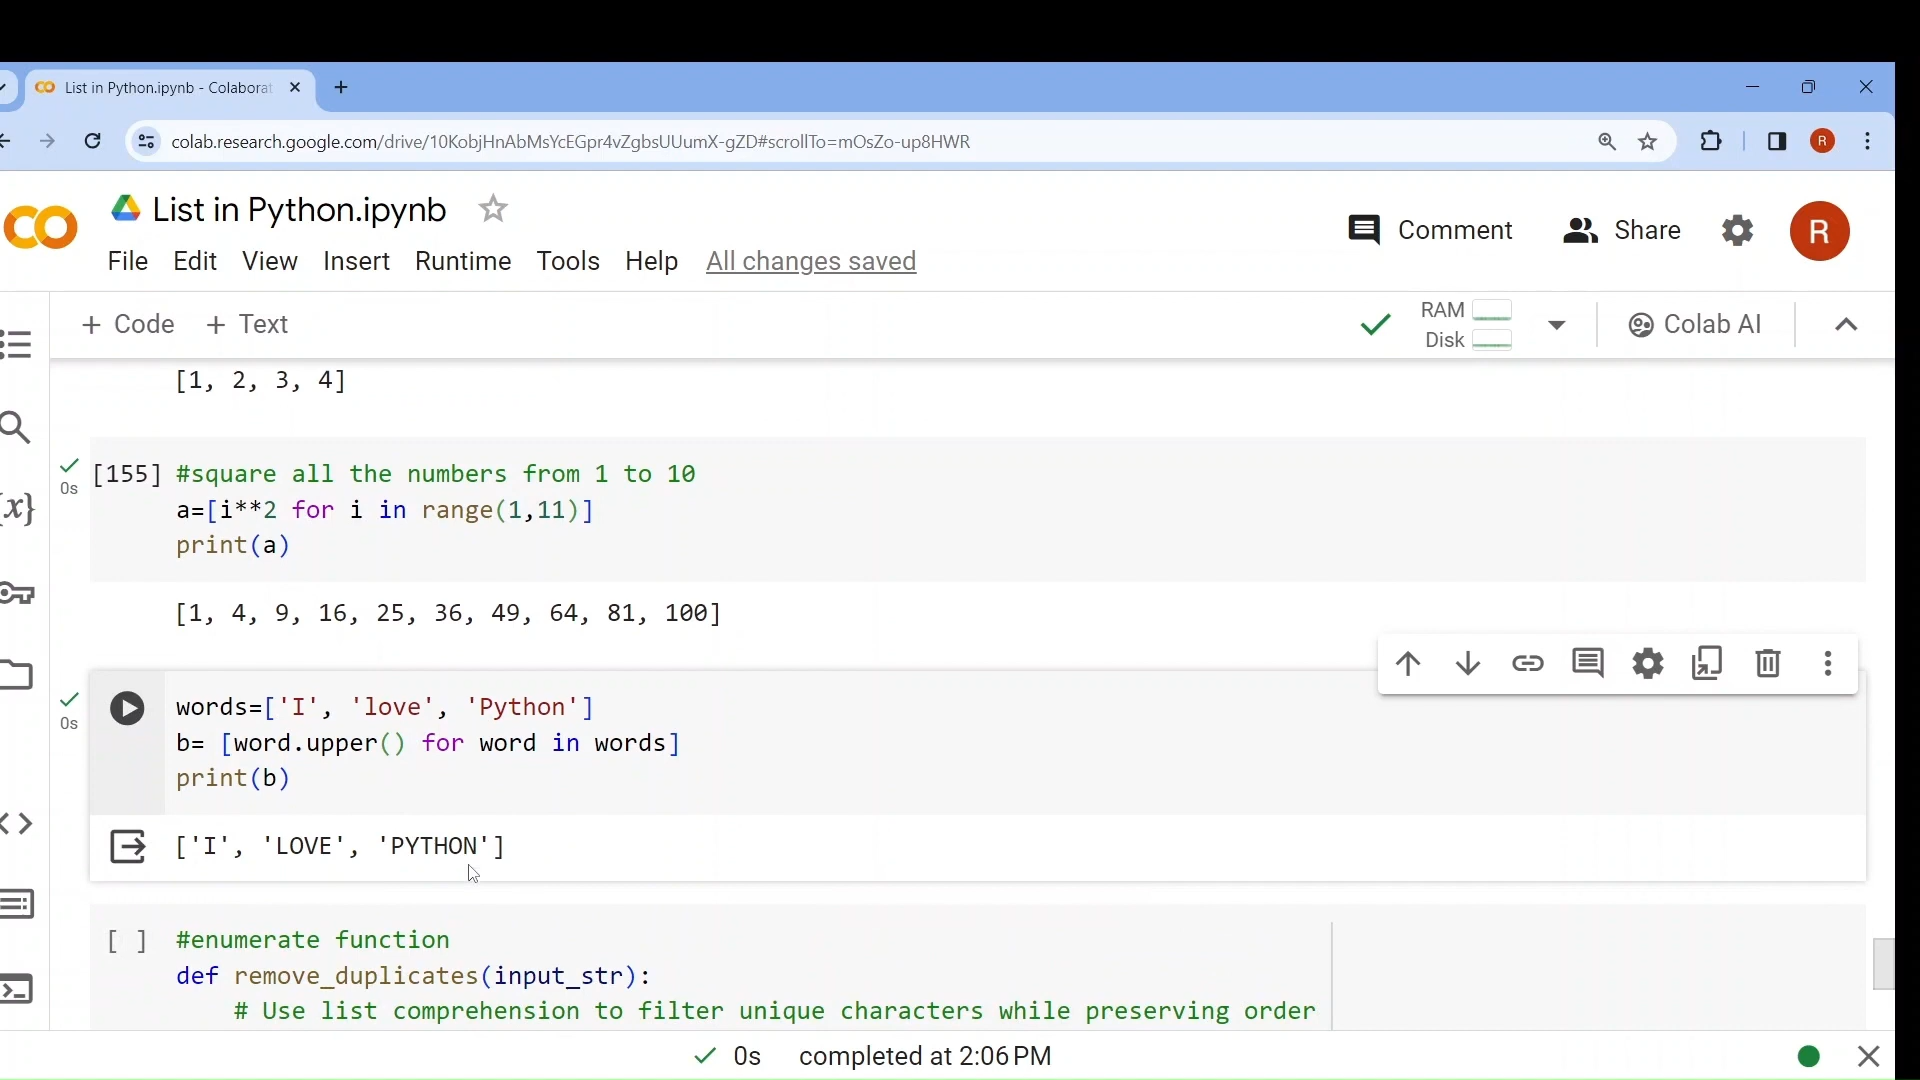 List in Python.ipynb - Colaborat
colab.research.google.com/drive/10KobjHnAbMsYcEGpr4vZgbsUUumX-gZD#scrollTo=mOsZo-up8HWR
R
List in Python.ipynb
Comment
Share
R
File Edit View Insert Runtime Tools Help All changes saved
+ Code + Text
RAM
Disk
Colab AI
[1, 2, 3, 4]
{x}
0s
[155] #square all the numbers from 1 to 10
a=[i**2 for i in range(1,11)]
print(a)
[1, 4, 9, 16, 25, 36, 49, 64, 81, 100]
0s
words=['I', 'love', 'Python']
b= [word.upper() for word in words]
print(b)
['I', 'LOVE', 'PYTHON']
[ ] #enumerate function
def remove_duplicates(input_str):
# Use list comprehension to filter unique characters while preserving order
0s completed at 2:06 PM